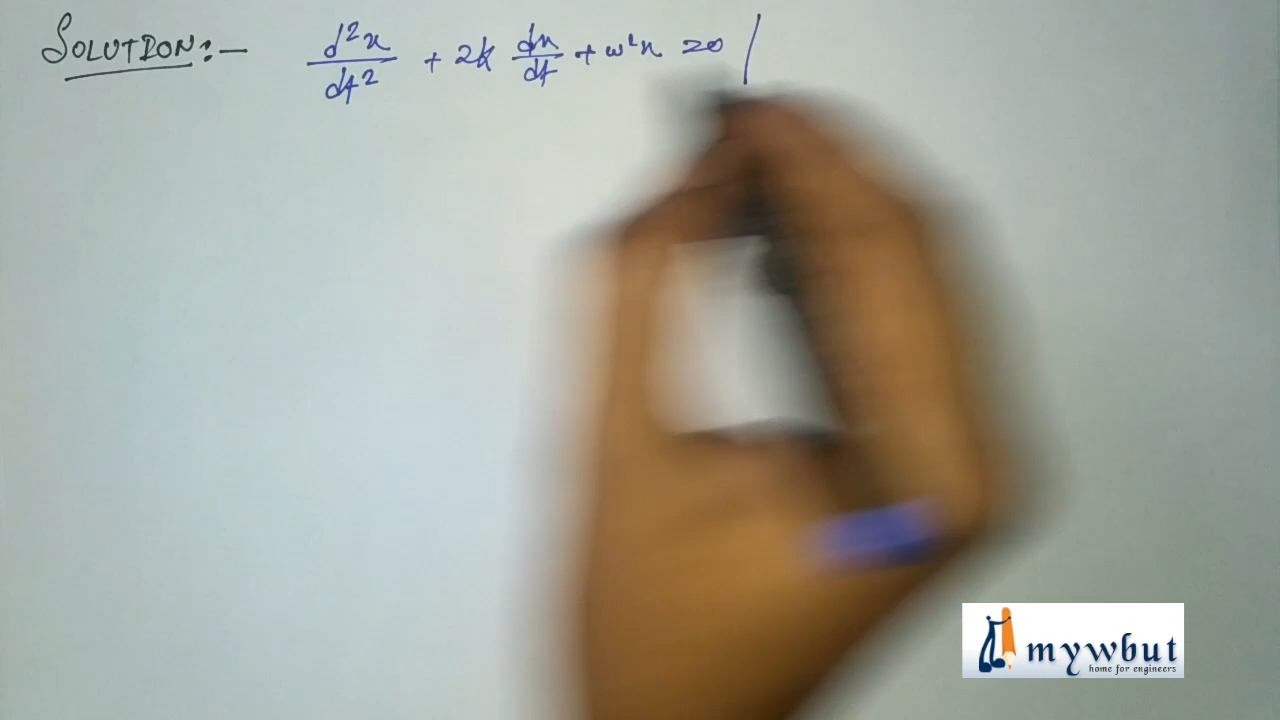 SOLUTION:- d²x/dt² + 2k dx/dt + ω²x = 0 |
mywbut
home for engineers